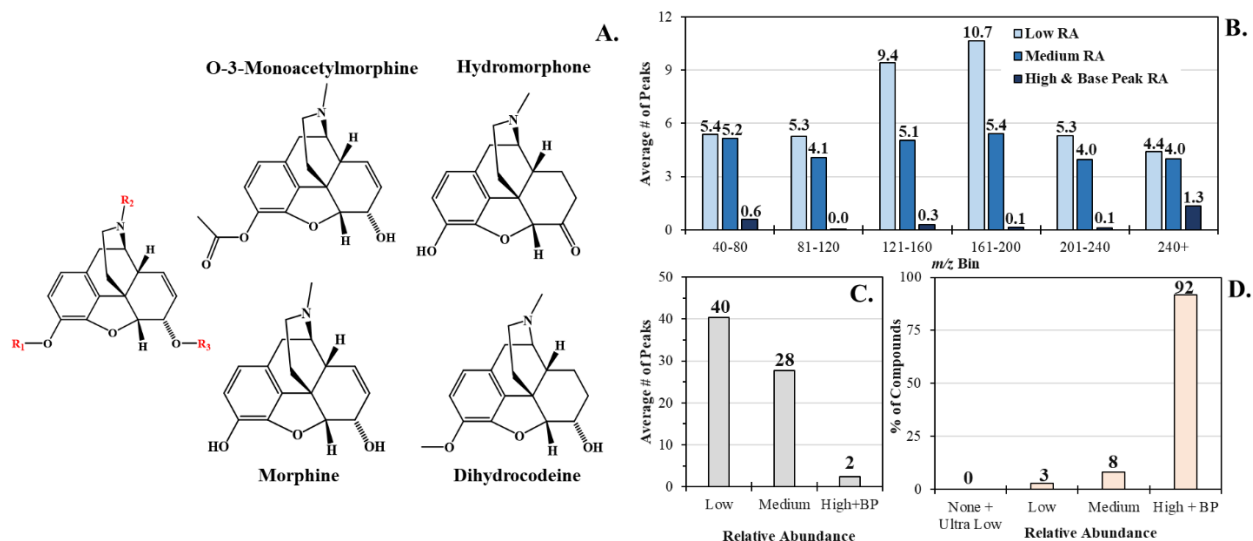 A.
O-3-Monoacetylmorphine
Hydromorphone
N
H
O
O
O
H
OH
N
H
HO
O
H
O
R2
N
H
R1
O
O
H
O
R3
N
H
HO
O
H
OH
Morphine
N
H
O
O
H
OH
Dihydrocodeine
B.
Average # of Peaks
12
9
6
3
0
Low RA
Medium RA
High & Base Peak RA
5.4 5.2 0.6
5.3 4.1 0.0
9.4 5.1 0.3
10.7 5.4 0.1
5.3 4.0 0.1
4.4 4.0 1.3
40-80 81-120 121-160 161-200 201-240 240+
m/z Bin
C.
Average # of Peaks
50
40
30
20
10
0
40 28 2
Low Medium High+BP
Relative Abundance
D.
% of Compounds
100
75
50
25
0
0 3 8 92
None + Low Medium High + BP
Ultra Low
Relative Abundance